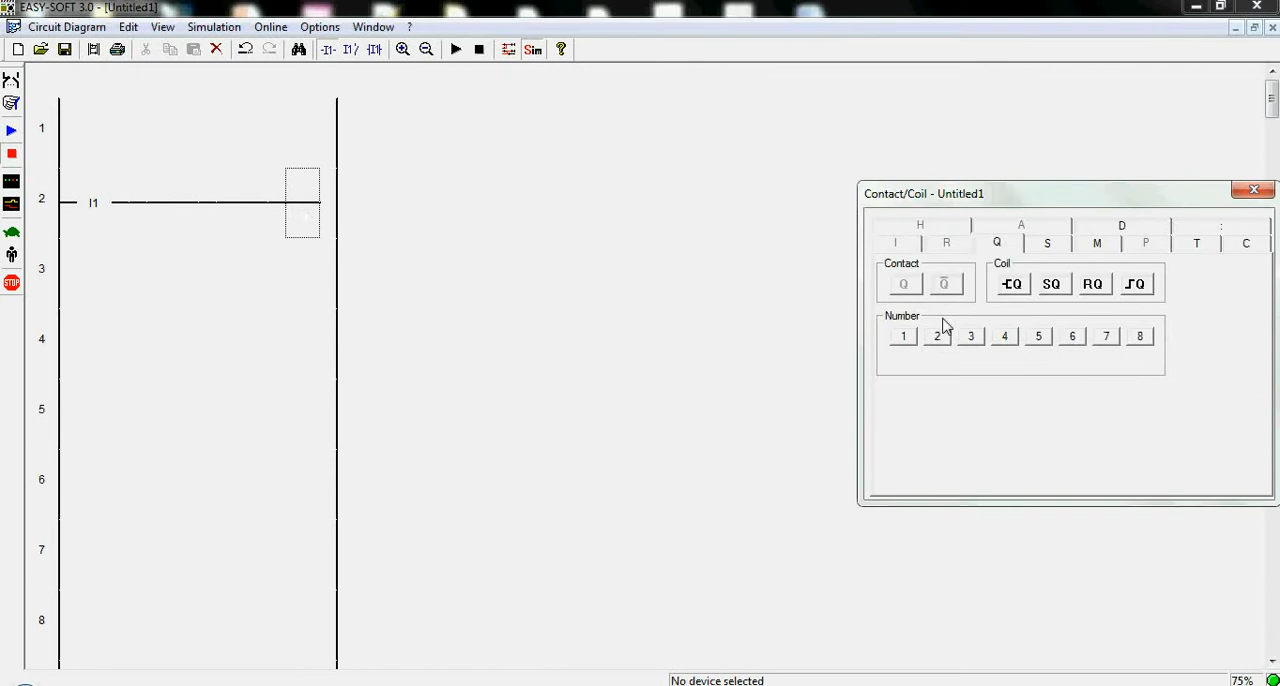 EASY-SOFT 3.0 - [Untitled1]
Circuit Diagram Edit View Simulation Online Options Window ?
Sim
1
2 I1
3
4
5
6
7
8
Contact/Coil - Untitled1
H A D :
I R Q S M P T C
Contact Coil
Q Q̅ Q SQ RQ Q
Number
1 2 3 4 5 6 7 8
STOP
No device selected 75%